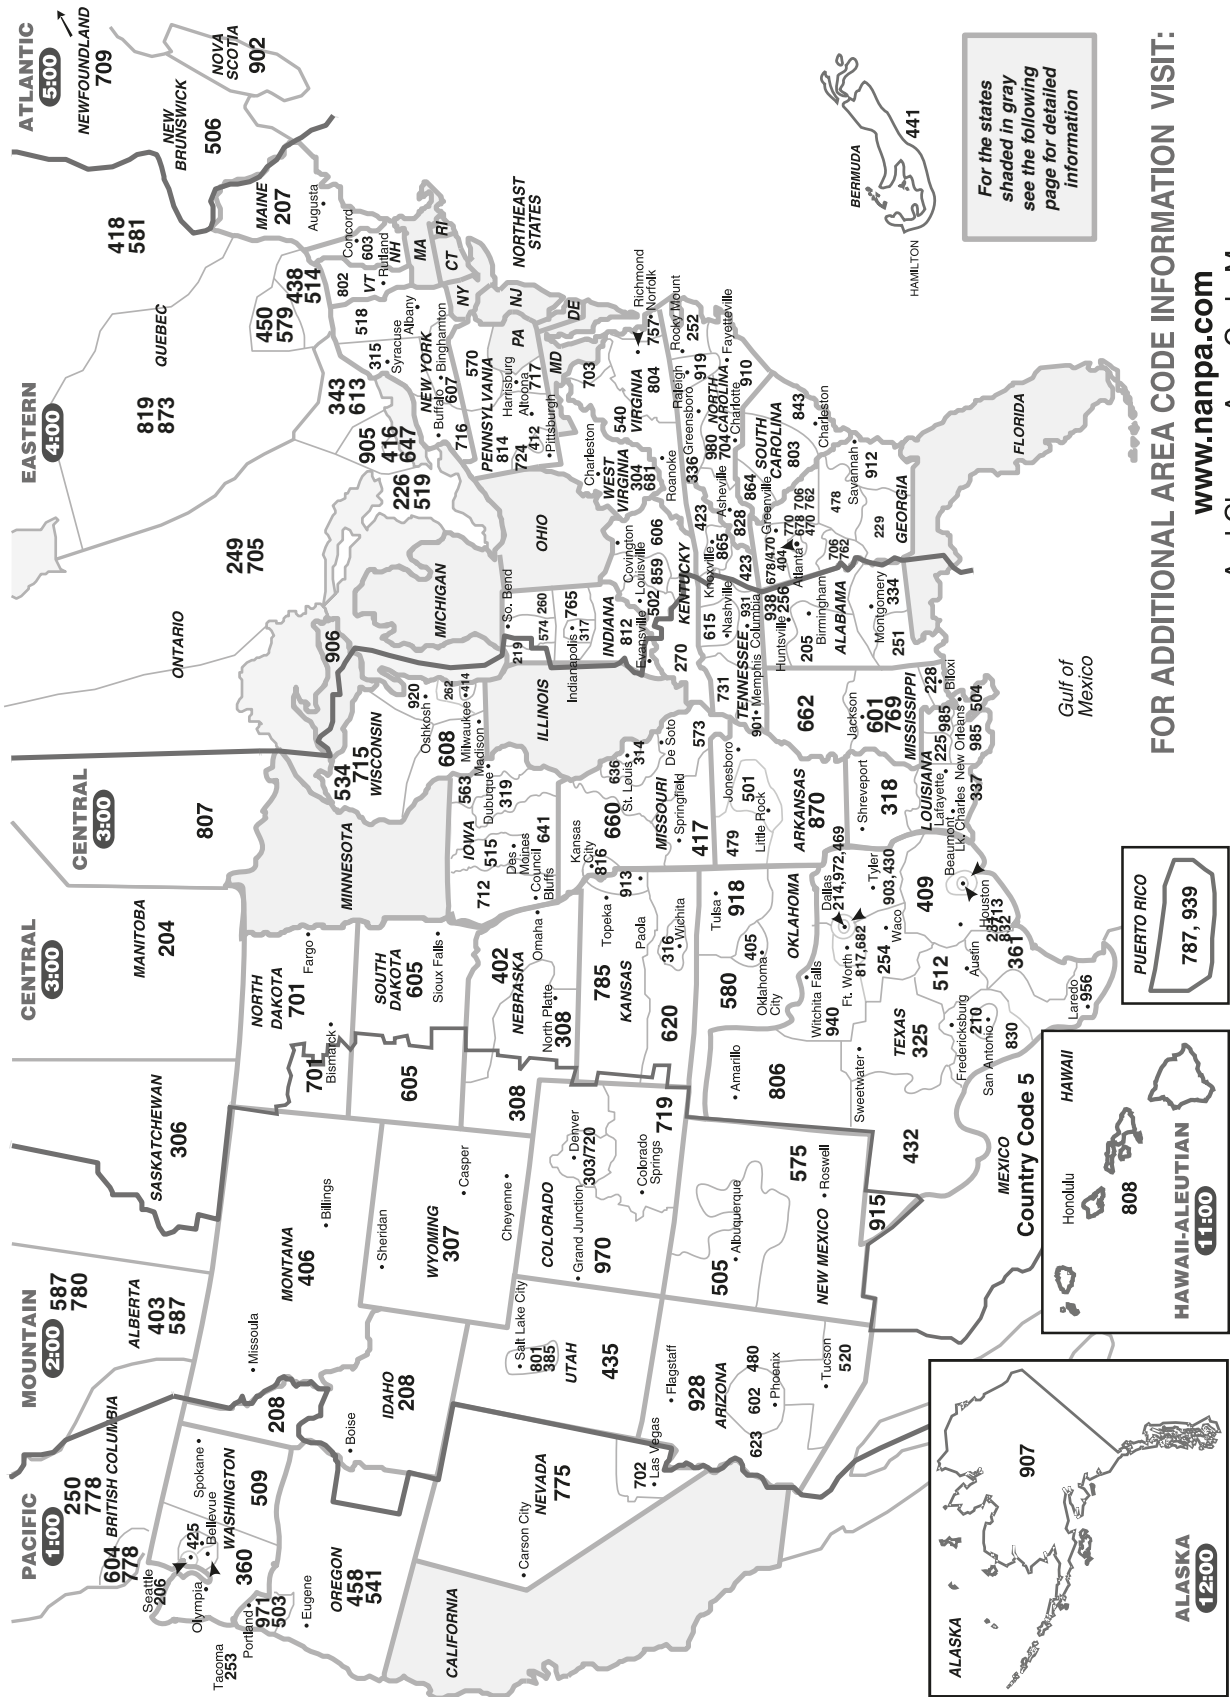 PACIFIC
1:00
MOUNTAIN
2:00
CENTRAL
3:00
CENTRAL
3:00
EASTERN
4:00
ATLANTIC
5:00
NEWFOUNDLAND
709
NOVA
SCOTIA
902
NEW
BRUNSWICK
506
250
778
BRITISH COLUMBIA
604
778
587
780
ALBERTA
403
587
SASKATCHEWAN
306
MANITOBA
204
807
ONTARIO
249
705
819
873
QUEBEC
418
581
450
579
438
514
343
613
905
416
647
226
519
Seattle
206
425
Bellevue
Spokane
WASHINGTON
509
Olympia
360
Tacoma
253
Portland
971
503
Eugene
OREGON
458
541
CALIFORNIA
Carson City
NEVADA
775
702
Las Vegas
208
Boise
IDAHO
208
Missoula
MONTANA
406
Billings
Sheridan
WYOMING
307
Casper
Cheyenne
Salt Lake City
801
385
UTAH
435
COLORADO
Grand Junction
970
Denver
303/720
Colorado
Springs
719
Flagstaff
928
ARIZONA
623
602
480
Phoenix
Tucson
520
505
Albuquerque
NEW MEXICO
575
Roswell
915
NORTH
DAKOTA
701
Fargo
701
Bismarck
SOUTH
DAKOTA
605
Sioux Falls
605
402
NEBRASKA
Omaha
North Platte
308
308
785
KANSAS
Topeka
Paola
913
316
Wichita
620
Tulsa
918
405
580
Oklahoma
City
OKLAHOMA
Amarillo
806
Witchita Falls
940
Dallas
214,972,469
Ft. Worth
817,682
Tyler
903,430
254
Waco
409
Sweetwater
TEXAS
325
512
Austin
Houston
281
713
832
361
Fredericksburg
210
San Antonio
830
Laredo
956
432
Beaumont
MEXICO
Country Code 5
MINNESOTA
534
715
WISCONSIN
920
Oshkosh
262
608
Milwaukee
414
Madison
906
MICHIGAN
563
Dubuque
319
IOWA
515
Des
Moines
Council
Bluffs
712
641
ILLINOIS
Kansas
City
816
660
636
St. Louis
314
De Soto
MISSOURI
Springfield
573
417
479
501
Jonesboro
Little Rock
ARKANSAS
870
Shreveport
318
LOUISIANA
225
985
Lafayette
New Orleans
Lk. Charles
985
504
337
662
Jackson
601
769
MISSISSIPPI
228
Biloxi
So. Bend
219
574
260
765
Indianapolis
317
INDIANA
812
Evansville
OHIO
Covington
Louisville
606
502
859
KENTUCKY
270
731
615
Nashville
Knoxville
865
423
TENNESSEE
931
901
Memphis
Columbia
423
938
256
Huntsville
205
Birmingham
ALABAMA
Montgomery
334
251
678/470
404
Atlanta
770
678
470
706
762
706
762
478
Savannah
912
229
GEORGIA
FLORIDA
864
Greenville
SOUTH
CAROLINA
803
843
Charleston
828
Asheville
336
Greensboro
Raleigh
919
Rocky Mount
252
980
704
NORTH
CAROLINA
Charlotte
Fayetteville
910
Charleston
WEST
VIRGINIA
304
681
540
VIRGINIA
804
Roanoke
703
757
Norfolk
Richmond
MD
DE
NJ
PA
716
Buffalo
Binghamton
607
NEW YORK
315
Syracuse
518
Albany
NY
570
PENNSYLVANIA
814
Harrisburg
Altoona
717
724
412
Pittsburgh
802
VT
Rutland
Concord
603
NH
MA
CT
RI
MAINE
207
Augusta
NORTHEAST
STATES
BERMUDA
441
HAMILTON
For the states
shaded in gray
see the following
page for detailed
information
Gulf of
Mexico
PUERTO RICO
787, 939
HAWAII
Honolulu
808
HAWAII-ALEUTIAN
11:00
ALASKA
907
ALASKA
12:00
FOR ADDITIONAL AREA CODE INFORMATION VISIT:
www.nanpa.com